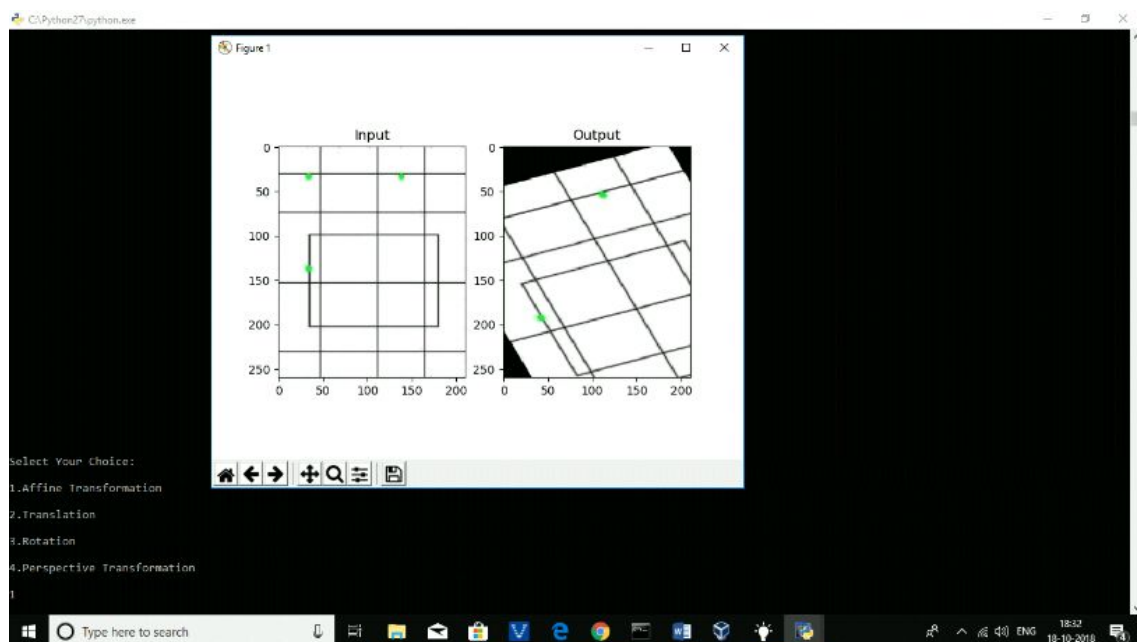 C:\Python27\python.exe
Figure 1
Input
Output
0
50
100
150
200
250
0 50 100 150 200
0
50
100
150
200
250
0 50 100 150 200
Select Your Choice:
1.Affine Transformation
2.Translation
3.Rotation
4.Perspective Transformation
1
Type here to search
ENG
18:32
18-10-2018
4